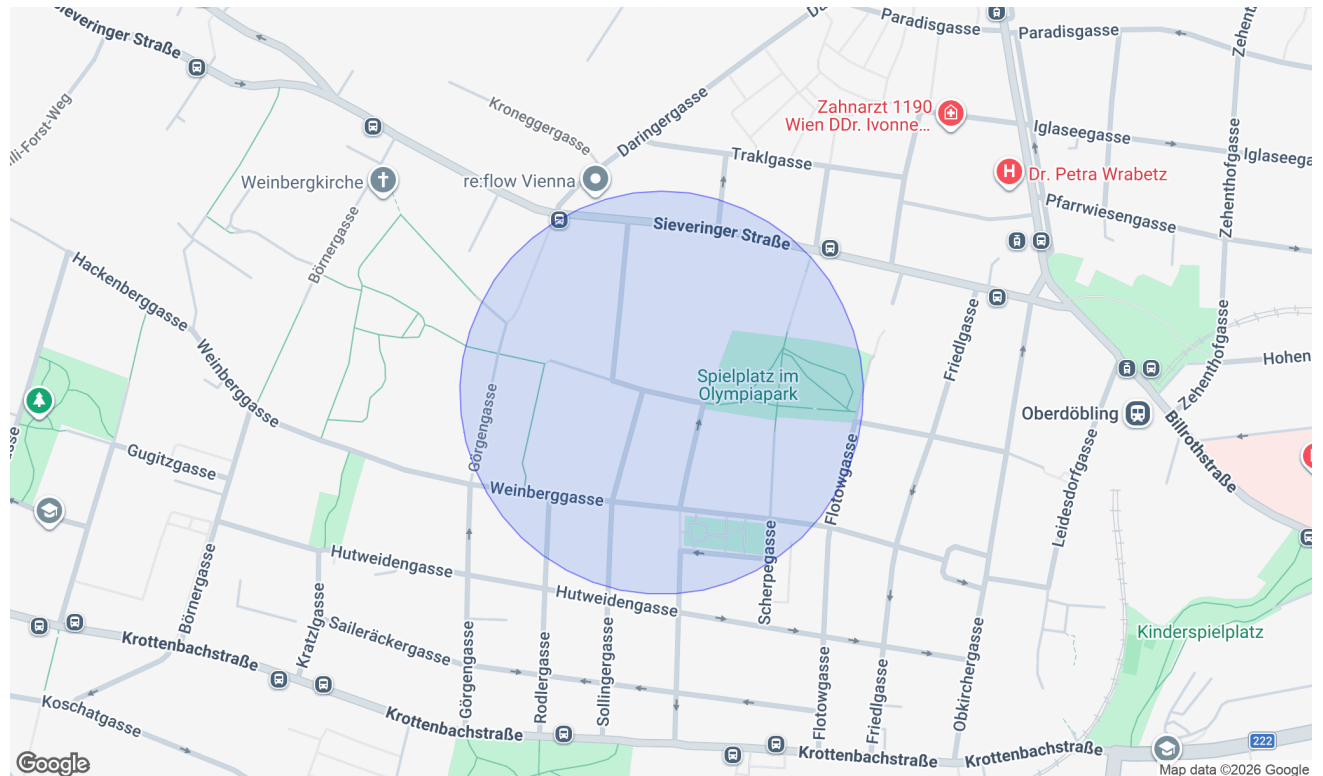 Sieveringer Straße
Paradisgasse
Paradisgasse
Kroneggergasse
Daringergasse
Zahnarzt 1190
Wien DDr. Ivonne…
Iglaseegasse
Traklgasse
Weinbergkirche
re:flow Vienna
Dr. Petra Wrabetz
Zehenthofgasse
Pfarrwiesengasse
Börnergasse
Sieveringer Straße
Hackenberggasse
Weinberggasse
Friedlgasse
Zehenthofgasse
Spielplatz im
Olympiapark
Oberdöbling
Görgengasse
Billrothstraße
Gugitzgasse
Weinberggasse
Flotowgasse
Leidesdorfgasse
Hutweidengasse
Scherpegasse
Börnergasse
Hutweidengasse
Kratzlgasse
Saileräckergasse
Krottenbachstraße
Kinderspielplatz
Görgengasse
Rodlergasse
Sollingergasse
Flotowgasse
Friedlgasse
Obkirchergasse
Koschatgasse
Krottenbachstraße
Krottenbachstraße
Krottenbachstraße
222
Google
Map data ©2026 Google